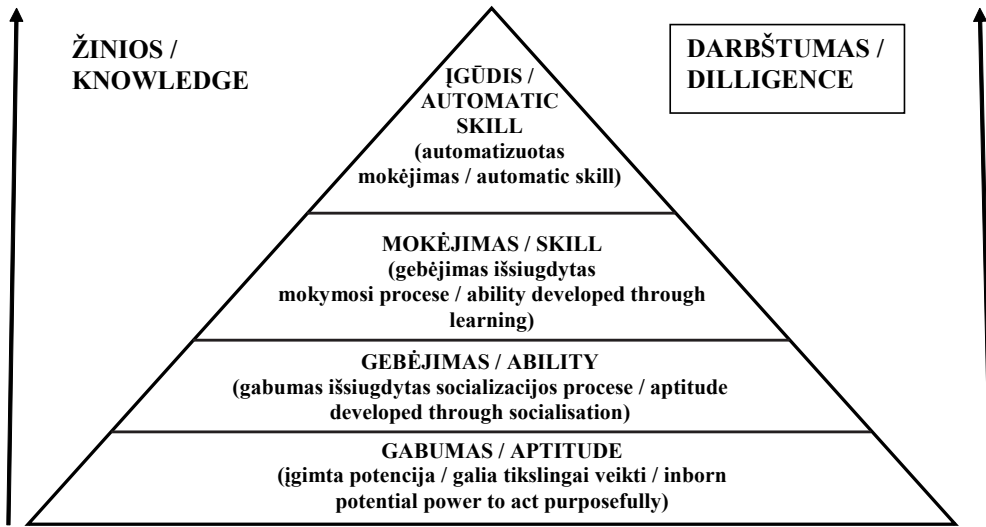 ŽINIOS /
KNOWLEDGE
DARBŠTUMAS /
DILLIGENCE
ĮGŪDIS /
AUTOMATIC
SKILL
(automatizuotas
mokėjimas / automatic skill)
MOKĖJIMAS / SKILL
(gebėjimas išsiugdytas
mokymosi procese / ability developed through
learning)
GEBĖJIMAS / ABILITY
(gabumas išsiugdytas socializacijos procese / aptitude
developed through socialisation)
GABUMAS / APTITUDE
(įgimta potencija / galia tikslingai veikti / inborn
potential power to act purposefully)